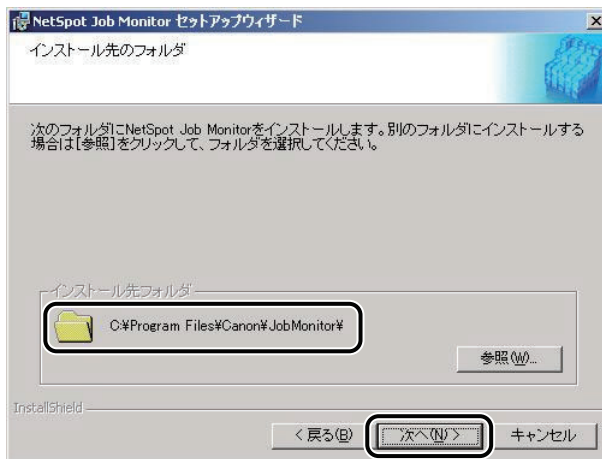 NetSpot Job Monitor セットアップウィザード
インストール先のフォルダ
次のフォルダにNetSpot Job Monitorをインストールします。別のフォルダにインストールする
場合は[参照]をクリックして、フォルダを選択してください。
インストール先フォルダ
C:¥Program Files¥Canon¥JobMonitor¥
参照(W)...
InstallShield
< 戻る(B)
次へ(N) >
キャンセル